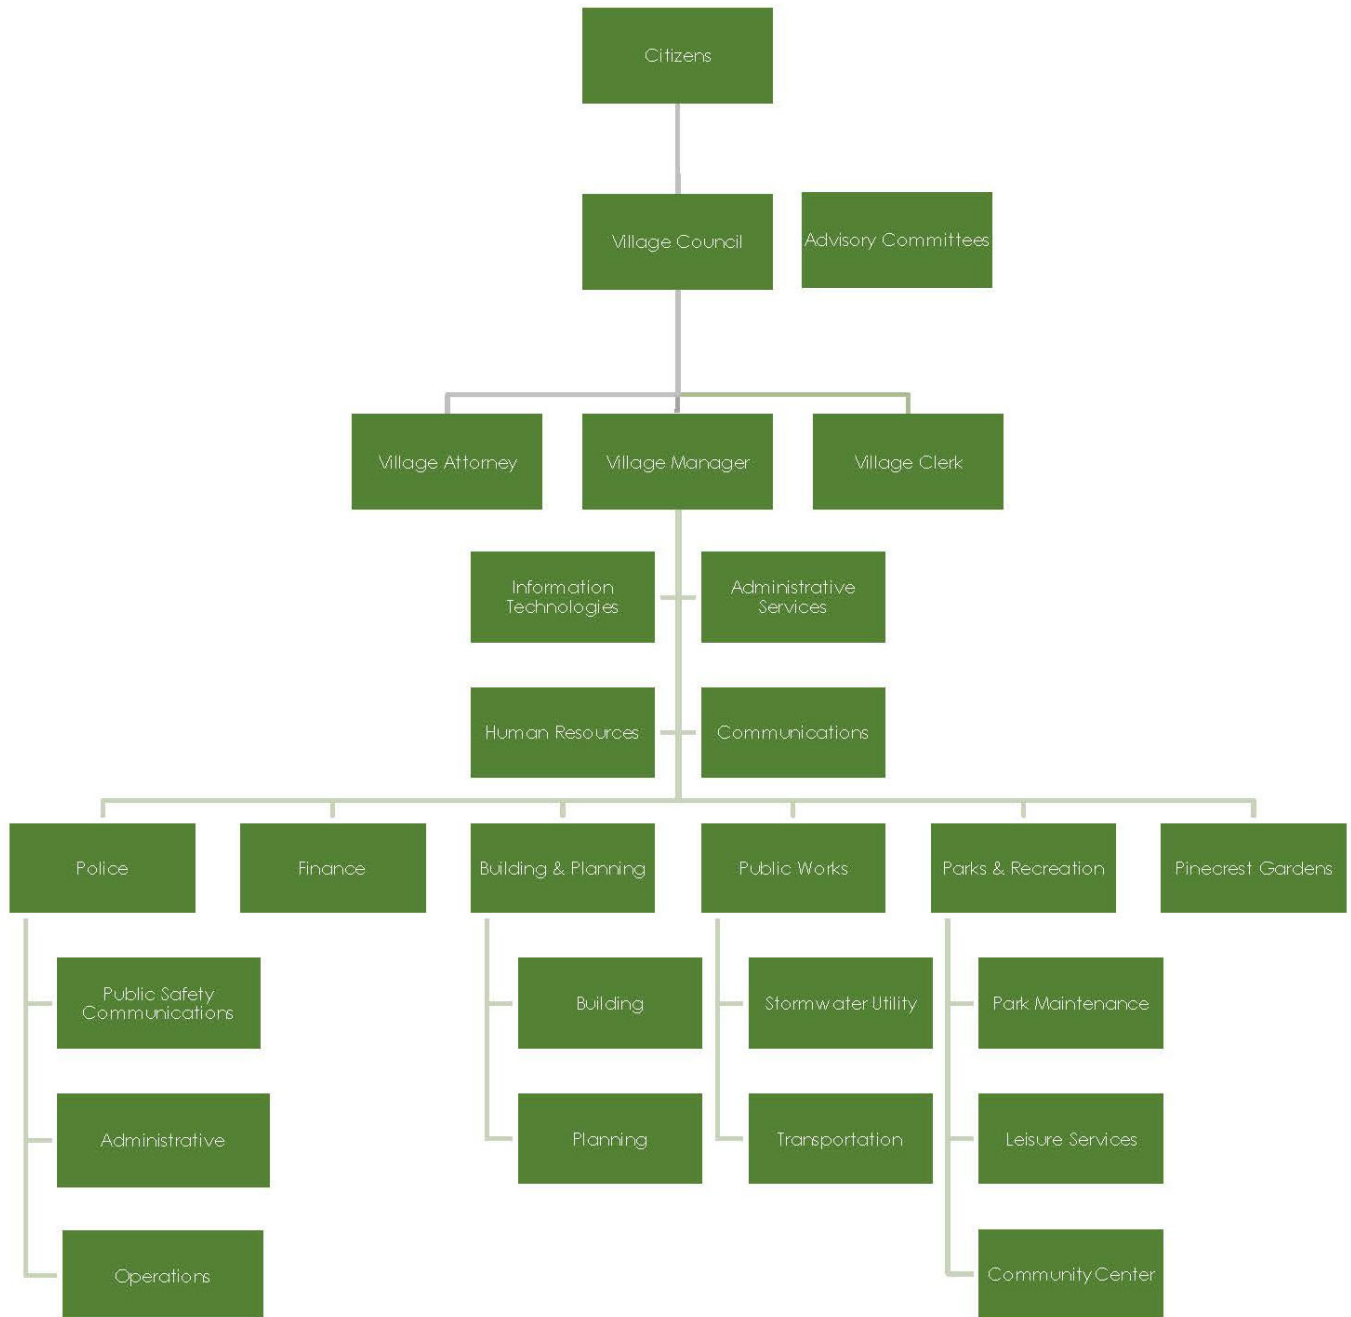 Citizens
Village Council
Advisory Committees
Village Attorney
Village Manager
Village Clerk
Information
Technologies
Administrative
Services
Human Resources
Communications
Police
Finance
Building & Planning
Public Works
Parks & Recreation
Pinecrest Gardens
Public Safety
Communications
Building
Stormwater Utility
Park Maintenance
Administrative
Planning
Transportation
Leisure Services
Operations
Community Center